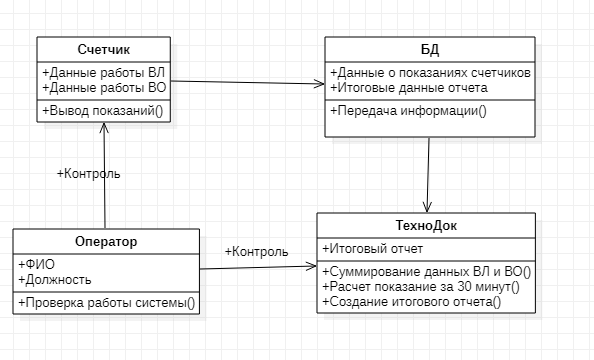 Счетчик
+Данные работы ВЛ
+Данные работы ВО
+Вывод показаний()
БД
+Данные о показаниях счетчиков
+Итоговые данные отчета
+Передача информации()
+Контроль
Оператор
+ФИО
+Должность
+Проверка работы системы()
+Контроль
ТехноДок
+Итоговый отчет
+Суммирование данных ВЛ и ВО()
+Расчет показание за 30 минут()
+Создание итогового отчета()